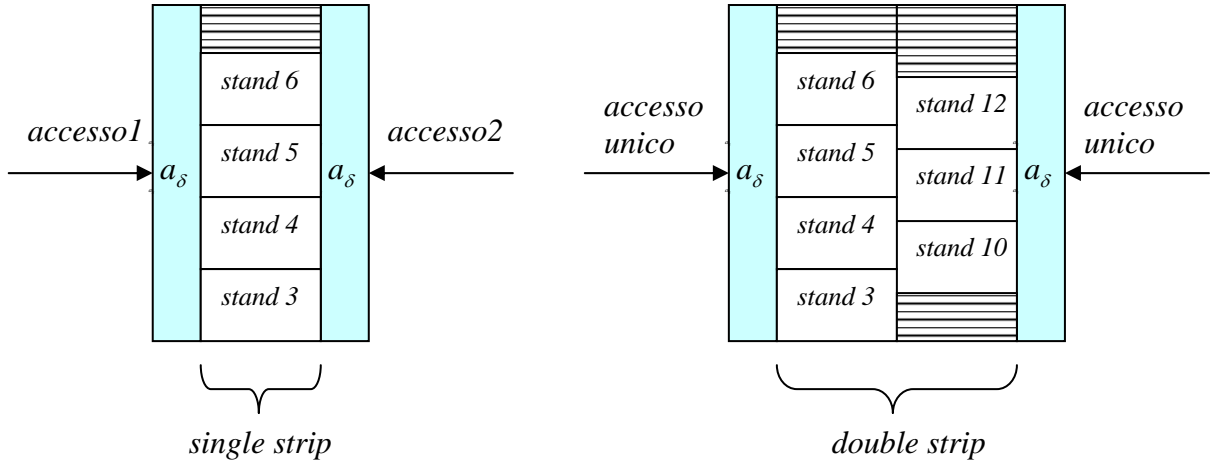 accesso1
a_δ
stand 6
stand 5
stand 4
stand 3
a_δ
accesso2
single strip
accesso
unico
a_δ
stand 6
stand 5
stand 4
stand 3
stand 12
stand 11
stand 10
a_δ
accesso
unico
double strip